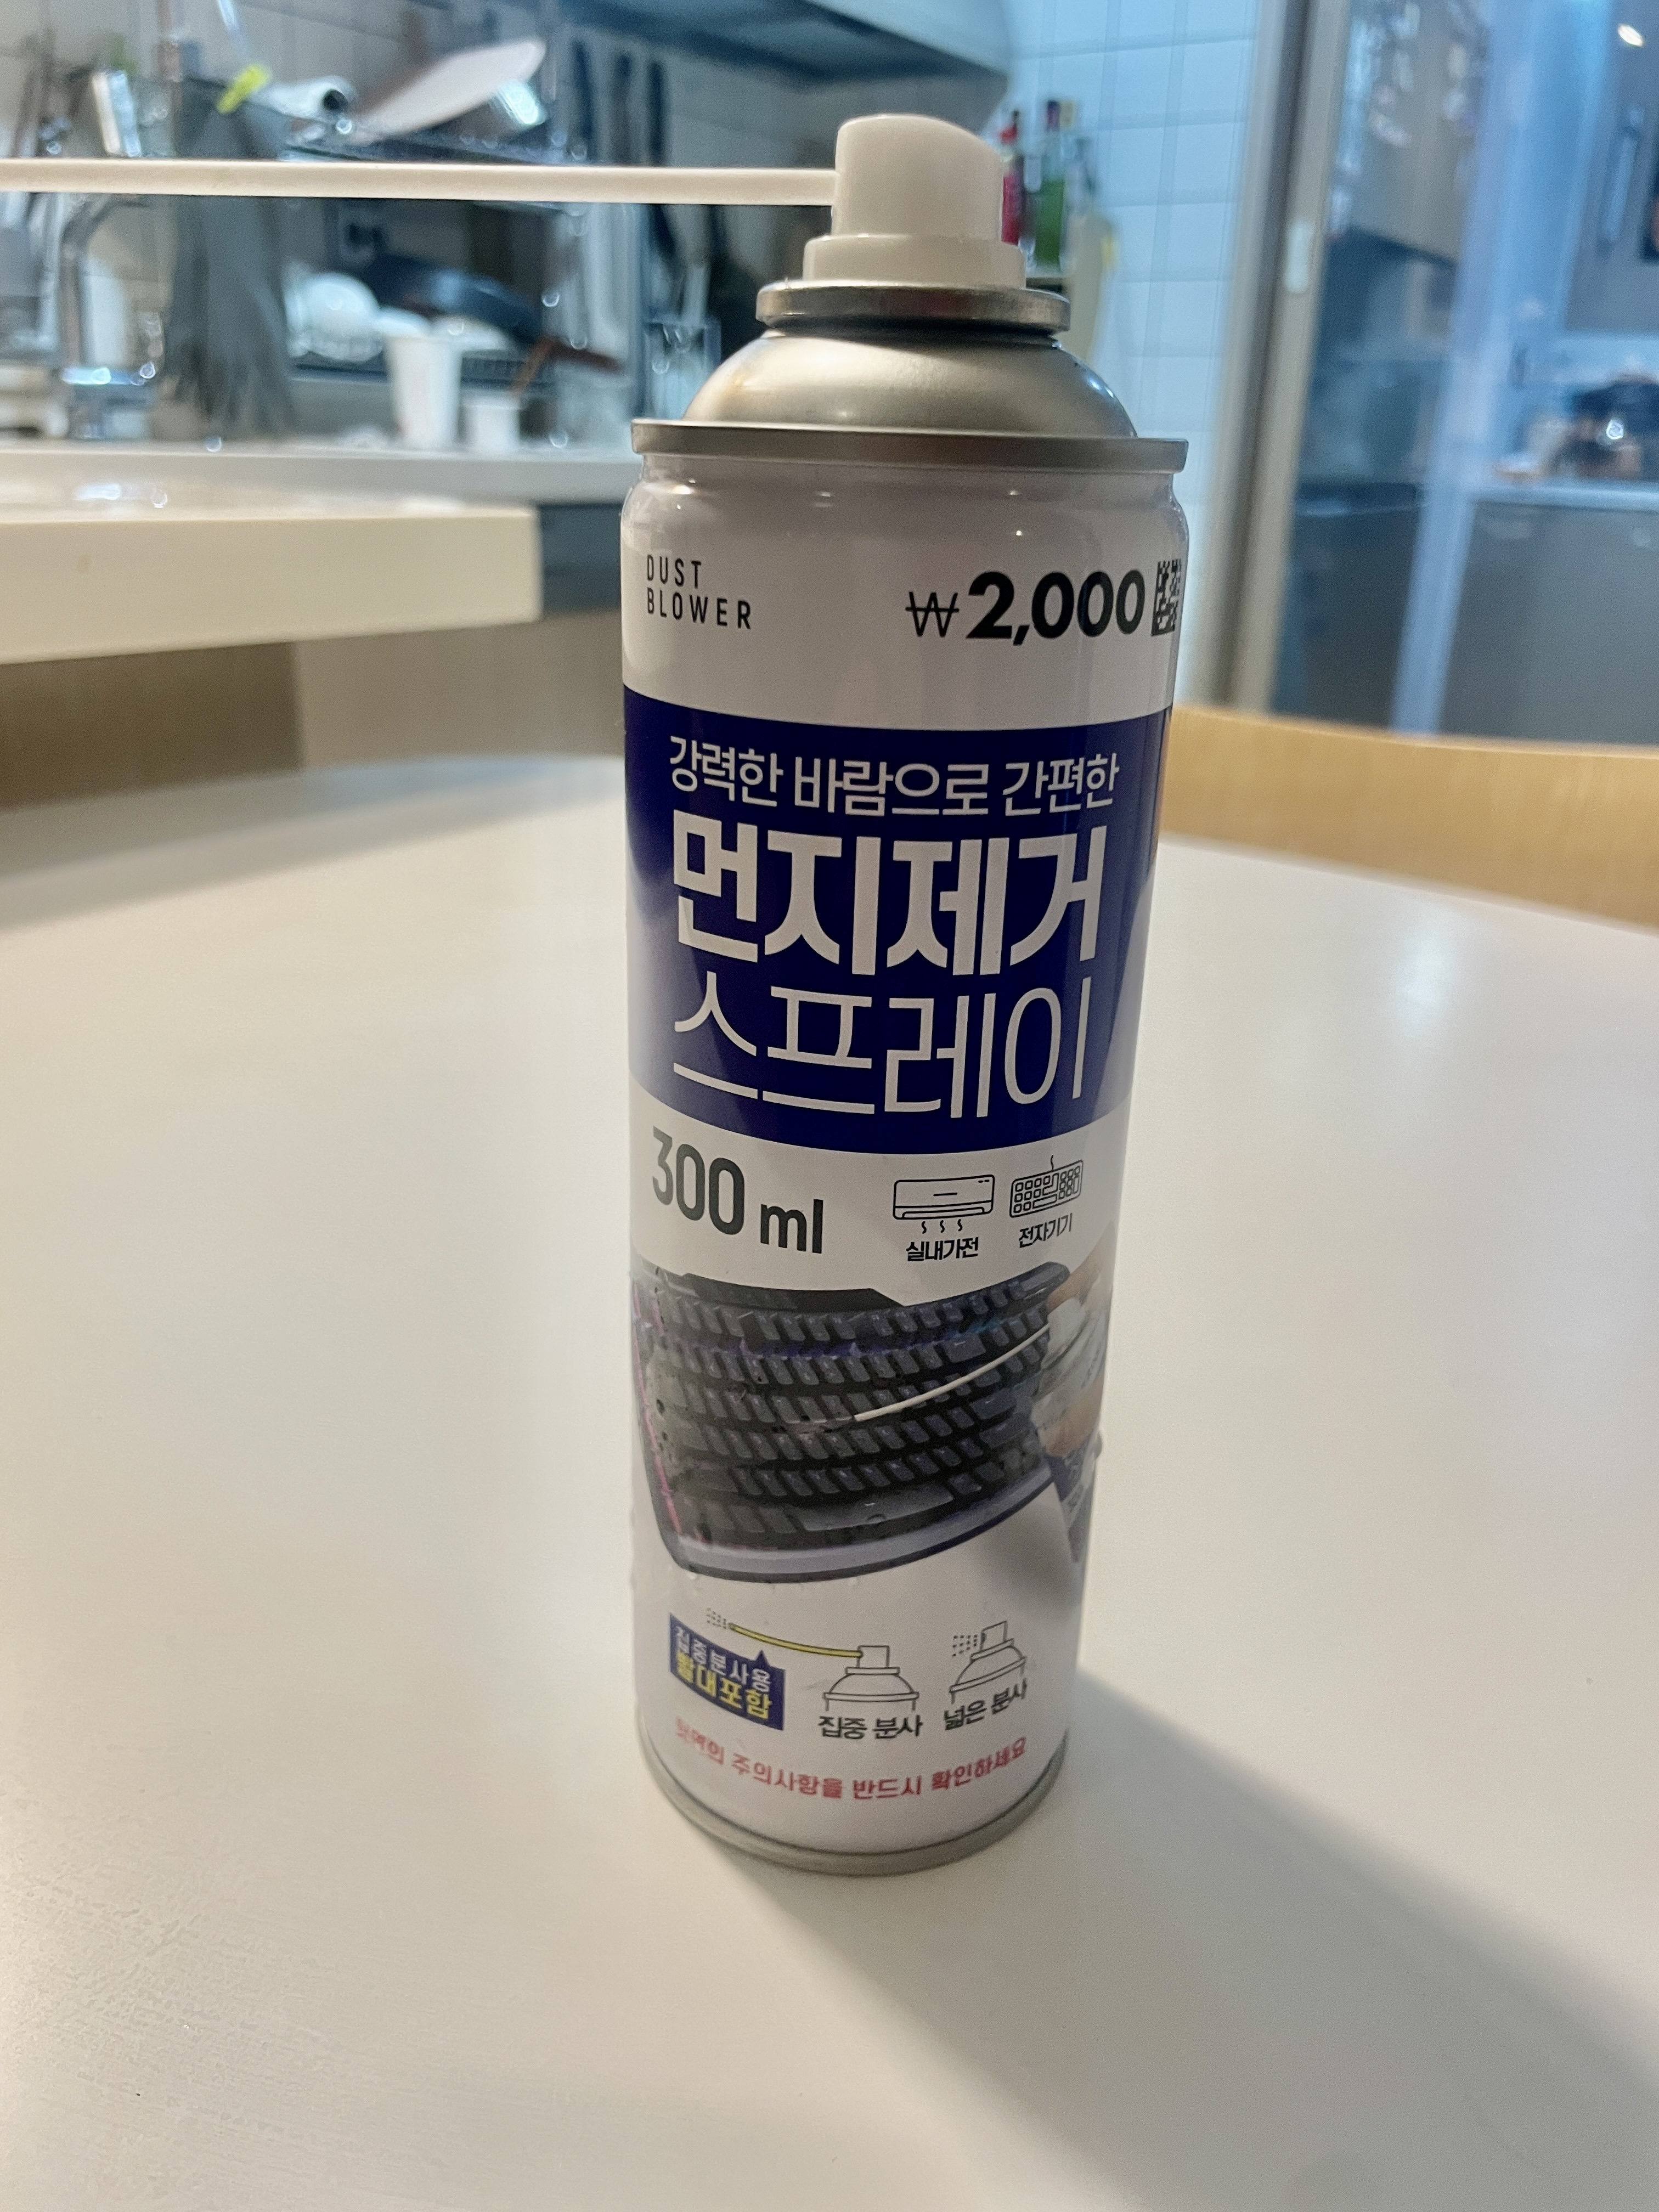 DUST
BLOWER
₩2,000
강력한 바람으로 간편한
먼지제거
스프레이
300 ml
실내가전
전자기기
집중분사용
빨대포함
집중 분사
넓은 분사
뒷면의 주의사항을 반드시 확인하세요